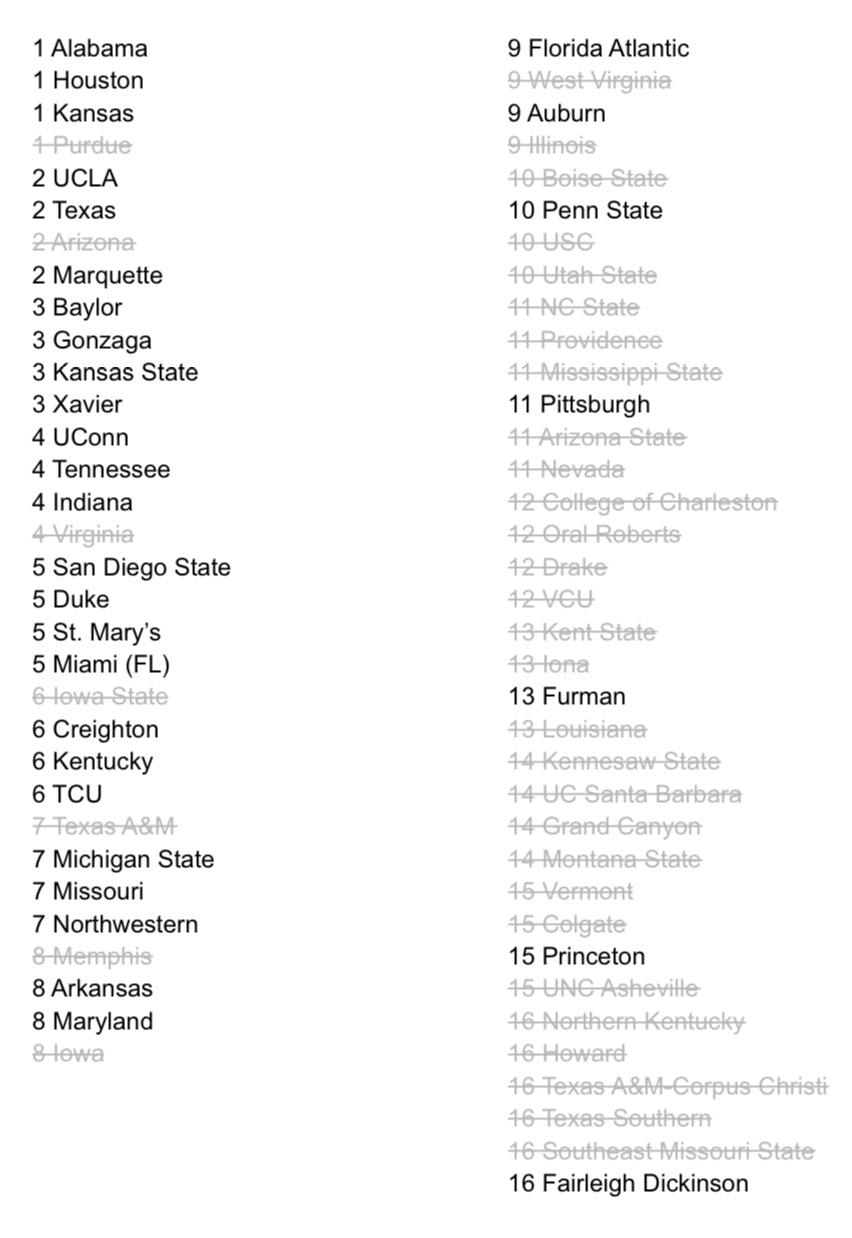 1 Alabama
1 Houston
1 Kansas
1 Purdue
2 UCLA
2 Texas
2 Arizona
2 Marquette
3 Baylor
3 Gonzaga
3 Kansas State
3 Xavier
4 UConn
4 Tennessee
4 Indiana
4 Virginia
5 San Diego State
5 Duke
5 St. Mary’s
5 Miami (FL)
6 Iowa State
6 Creighton
6 Kentucky
6 TCU
7 Texas A&M
7 Michigan State
7 Missouri
7 Northwestern
8 Memphis
8 Arkansas
8 Maryland
8 Iowa
9 Florida Atlantic
9 West Virginia
9 Auburn
9 Illinois
10 Boise State
10 Penn State
10 USC
10 Utah State
11 NC State
11 Providence
11 Mississippi State
11 Pittsburgh
11 Arizona State
11 Nevada
12 College of Charleston
12 Oral Roberts
12 Drake
12 VCU
13 Kent State
13 Iona
13 Furman
13 Louisiana
14 Kennesaw State
14 UC Santa Barbara
14 Grand Canyon
14 Montana State
15 Vermont
15 Colgate
15 Princeton
15 UNC Asheville
16 Northern Kentucky
16 Howard
16 Texas A&M-Corpus Christi
16 Texas Southern
16 Southeast Missouri State
16 Fairleigh Dickinson